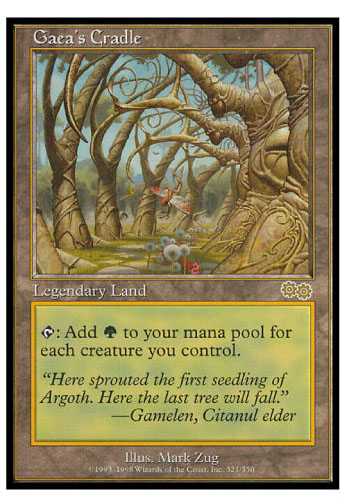 Gaea's Cradle
Legendary Land
: Add to your mana pool for
each creature you control.
“Here sprouted the first seedling of
Argoth. Here the last tree will fall.”
—Gamelen, Citanul elder
Illus. Mark Zug
© 1993-1998 Wizards of the Coast, Inc. 321/350